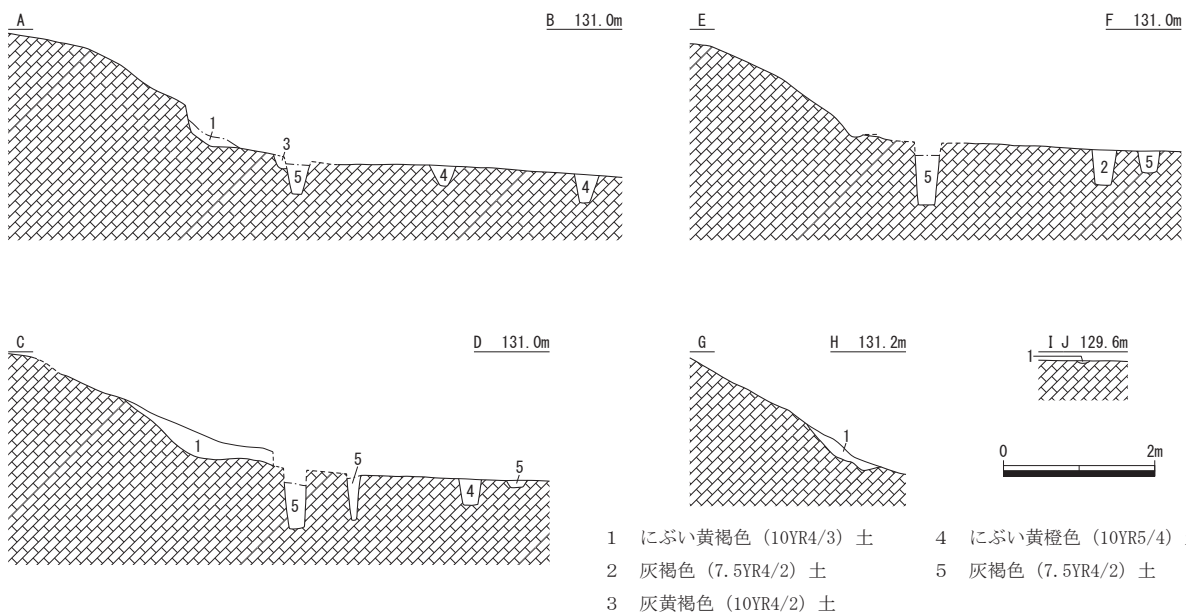 A B 131.0m
1
3
5
4
4
E F 131.0m
5
2
5
C D 131.0m
1
5
5
4
5
G H 131.2m
1
I J 129.6m
1
0 2m
1 にぶい黄褐色（10YR4/3）土
2 灰褐色（7.5YR4/2）土
3 灰黄褐色（10YR4/2）土
4 にぶい黄橙色（10YR5/4）
5 灰褐色（7.5YR4/2）土